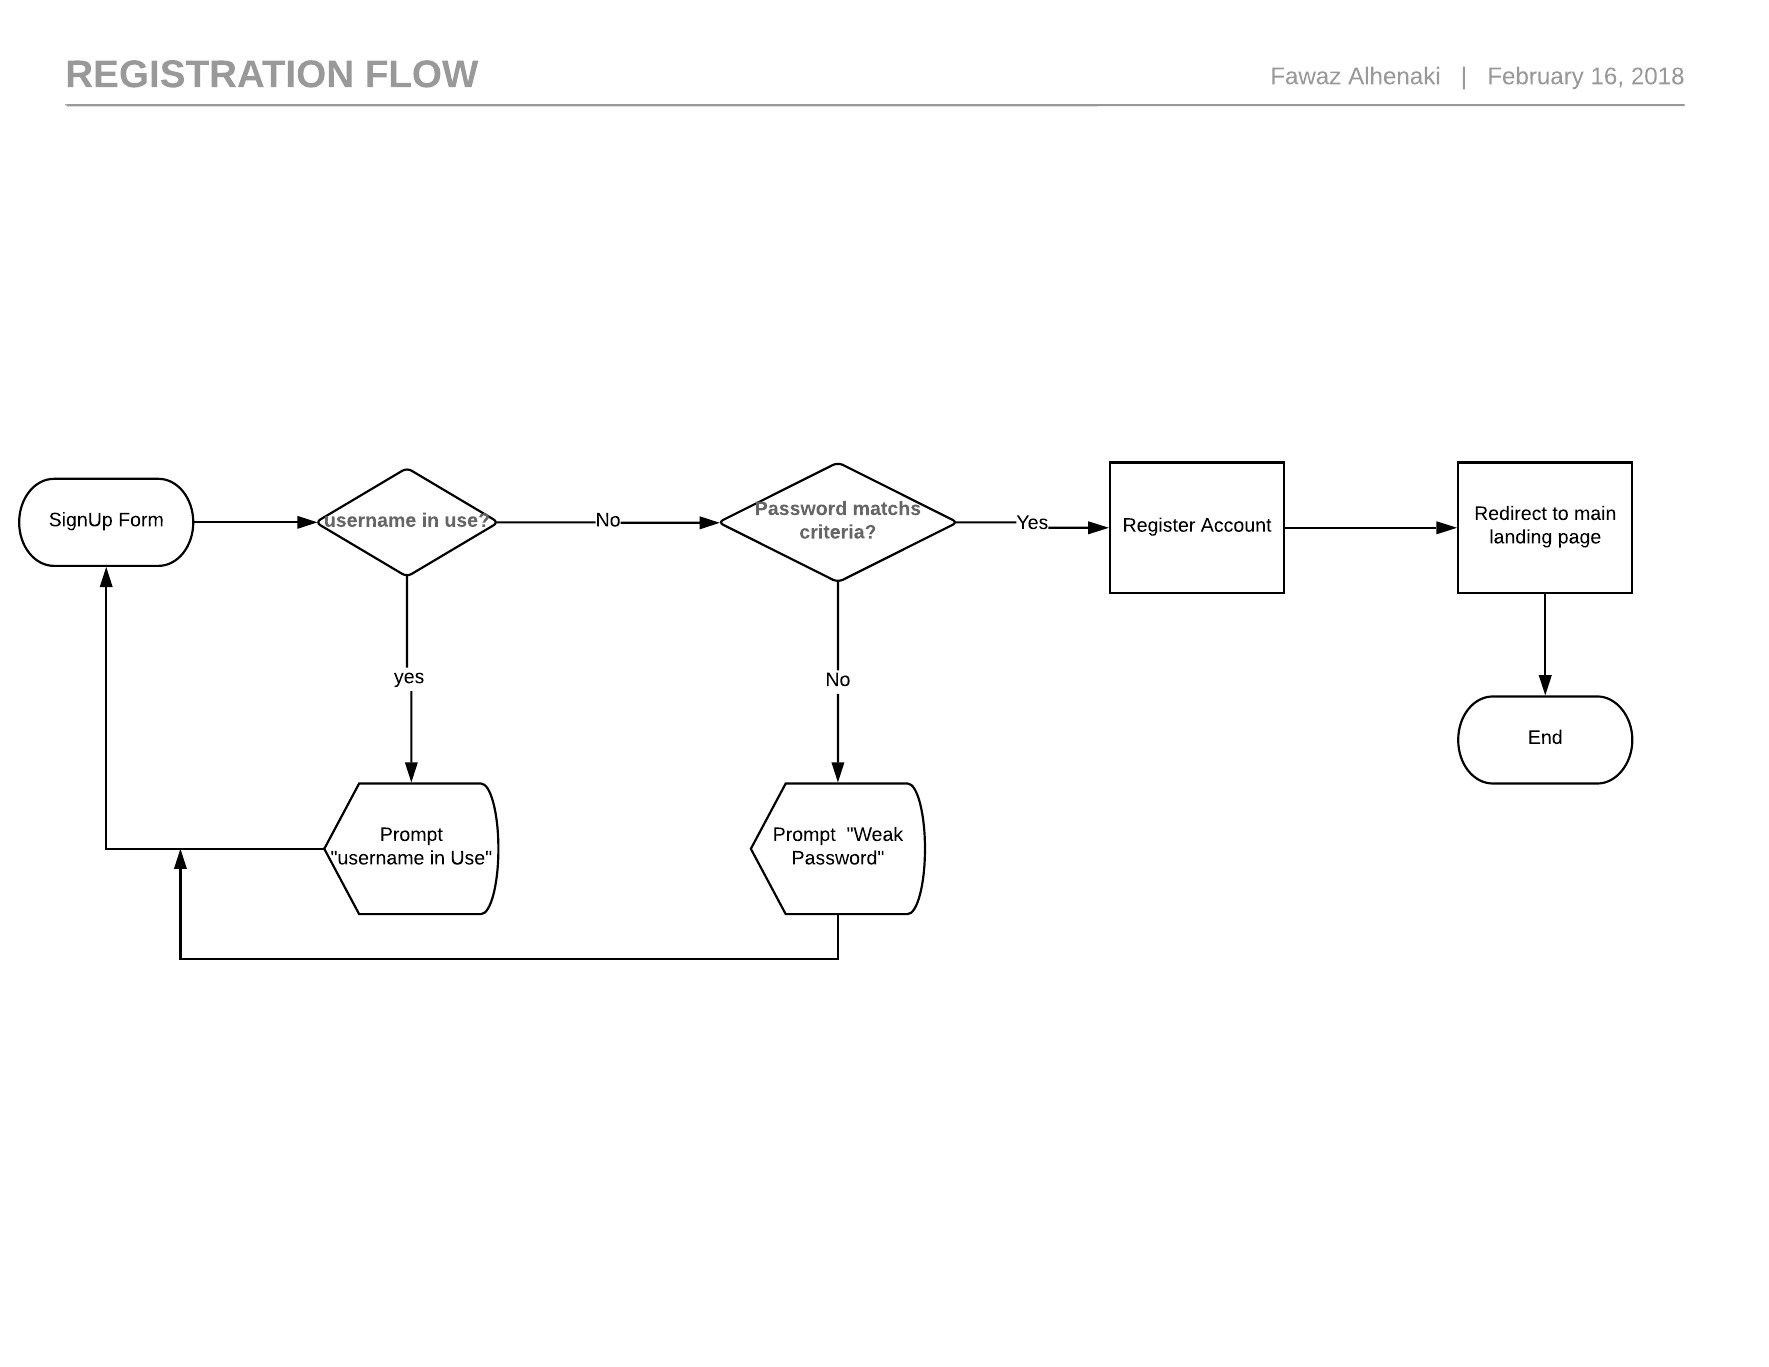 REGISTRATION FLOW
Fawaz Alhenaki | February 16, 2018
SignUp Form
username in use?
No
Password matchs
criteria?
Yes
Register Account
Redirect to main
landing page
yes
No
End
Prompt
"username in Use"
Prompt "Weak
Password"